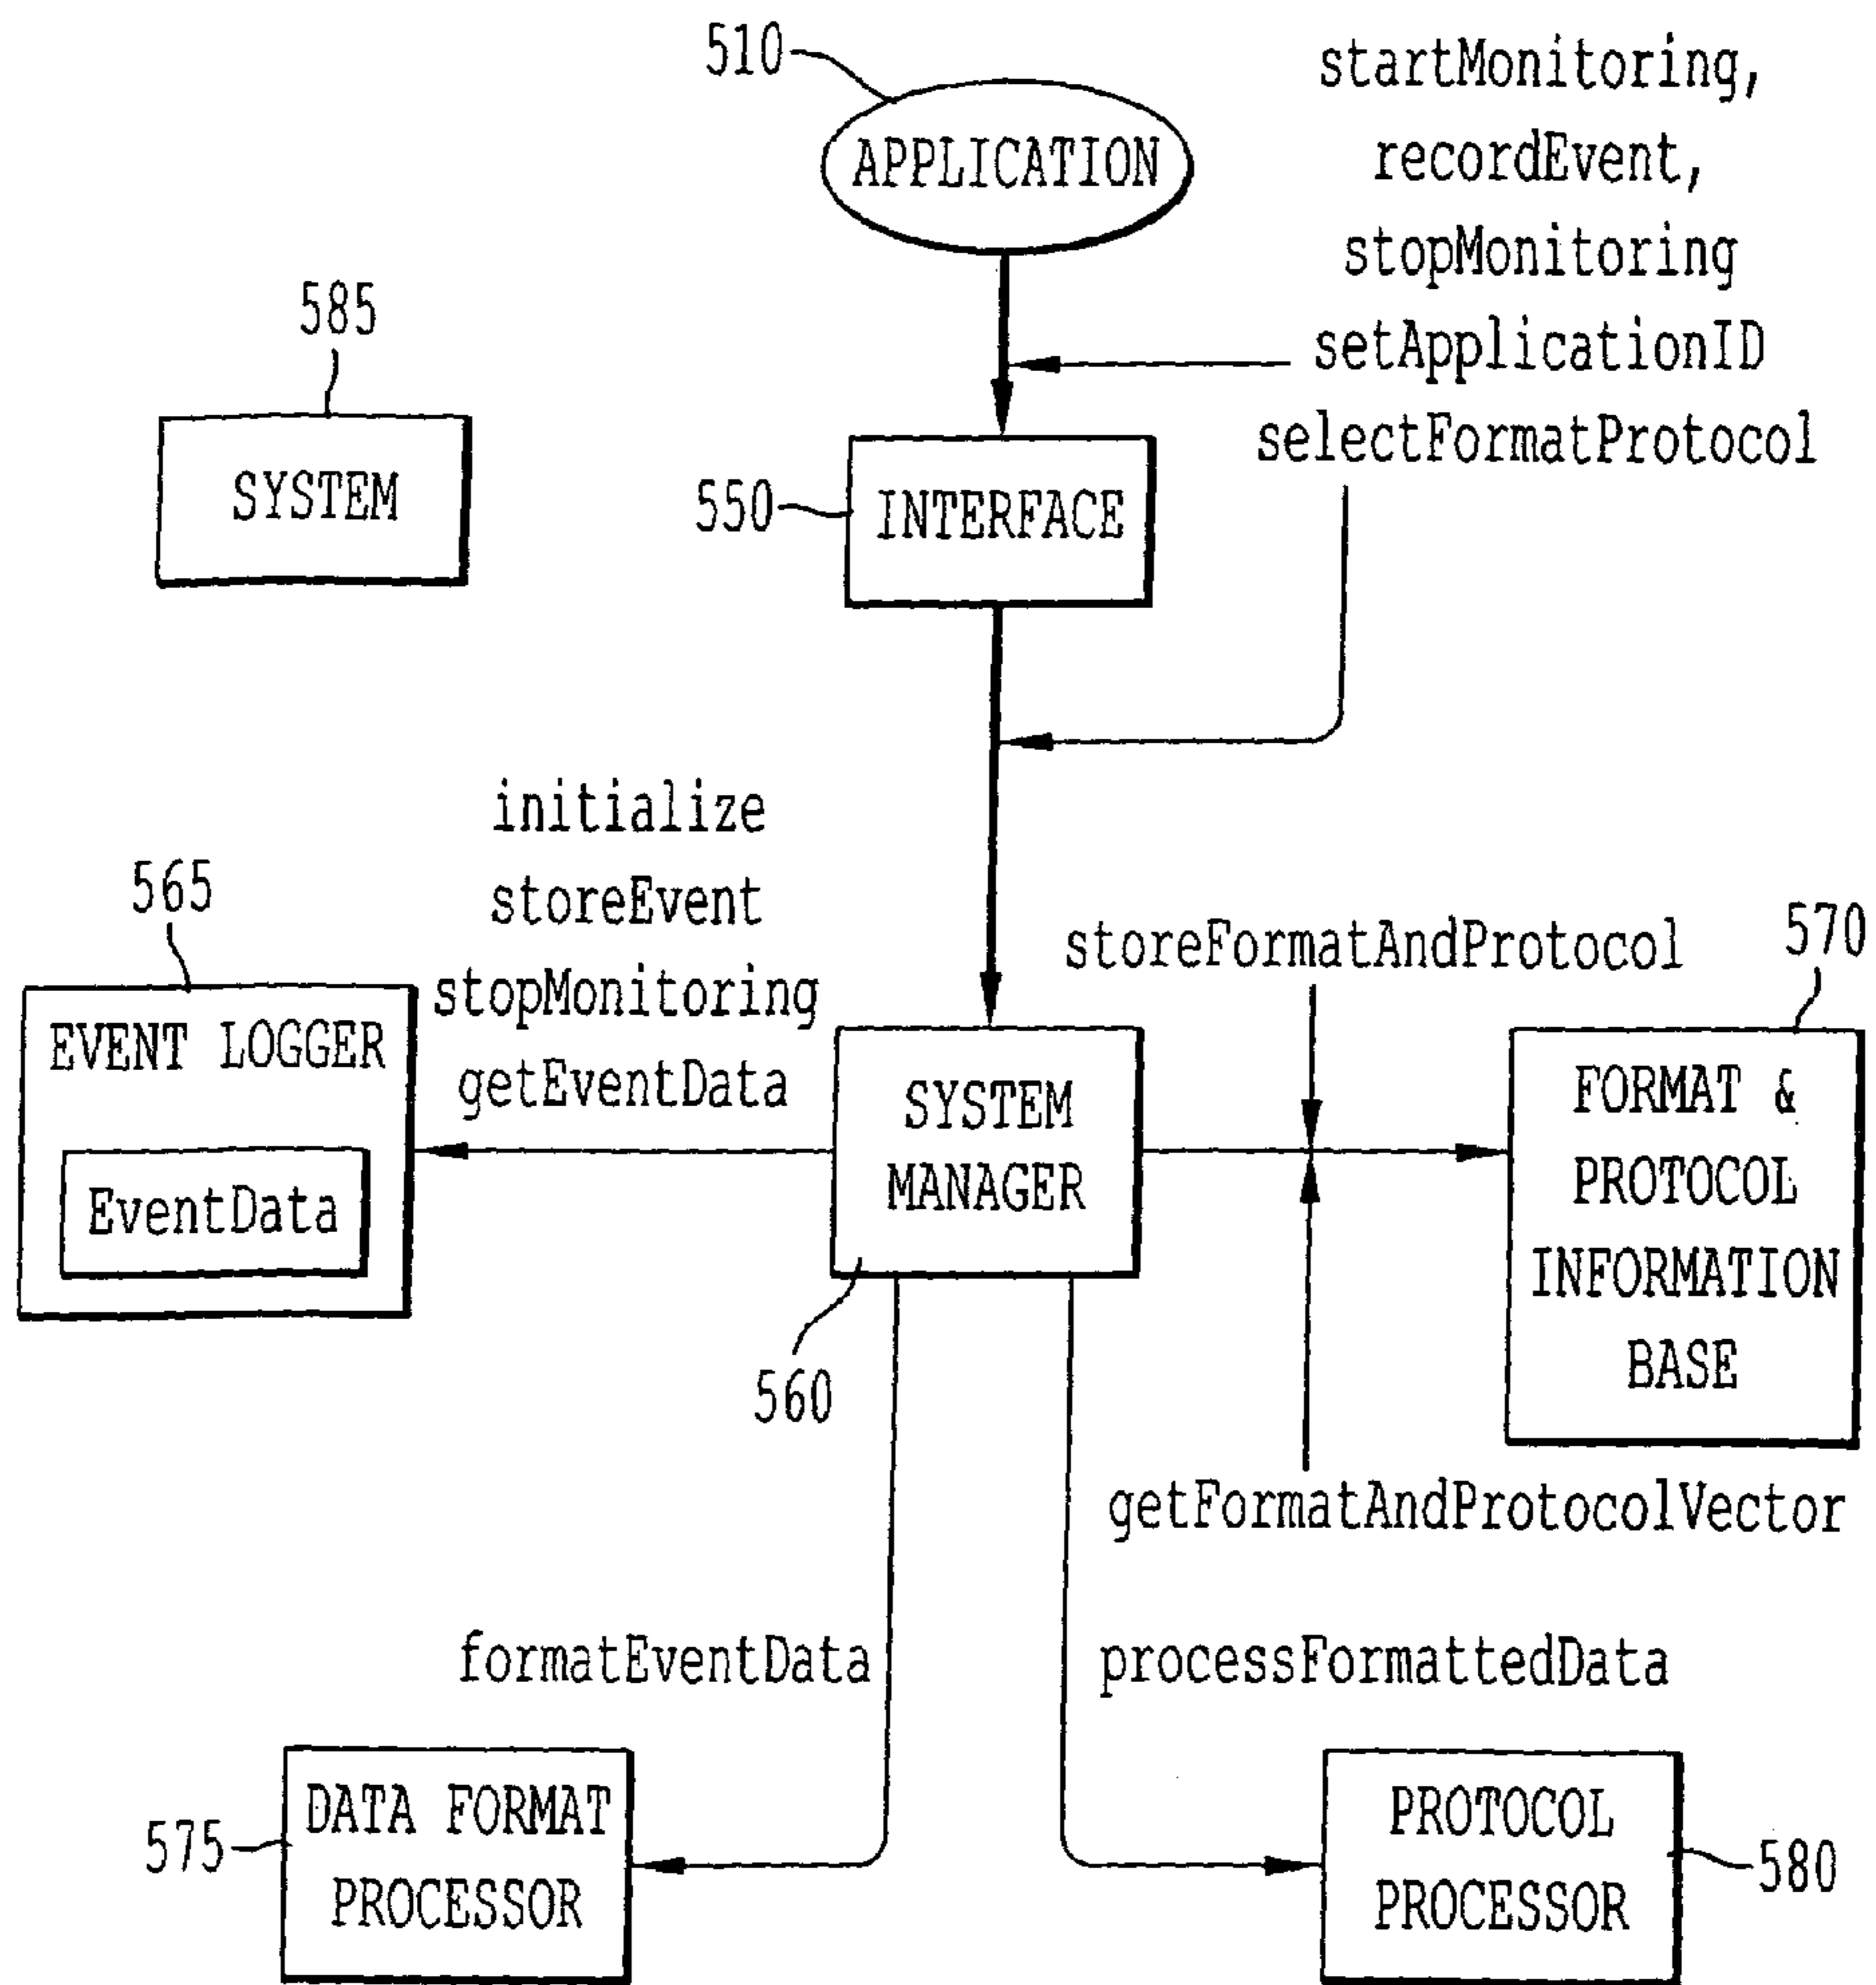 510
APPLICATION
startMonitoring,
recordEvent,
stopMonitoring
setApplicationID
selectFormatProtocol
585
SYSTEM
550
INTERFACE
initialize
storeEvent
stopMonitoring
getEventData
565
EVENT LOGGER
EventData
storeFormatAndProtocol
570
SYSTEM
MANAGER
FORMAT &
PROTOCOL
INFORMATION
BASE
560
getFormatAndProtocolVector
formatEventData
processFormattedData
575
DATA FORMAT
PROCESSOR
PROTOCOL
PROCESSOR
580